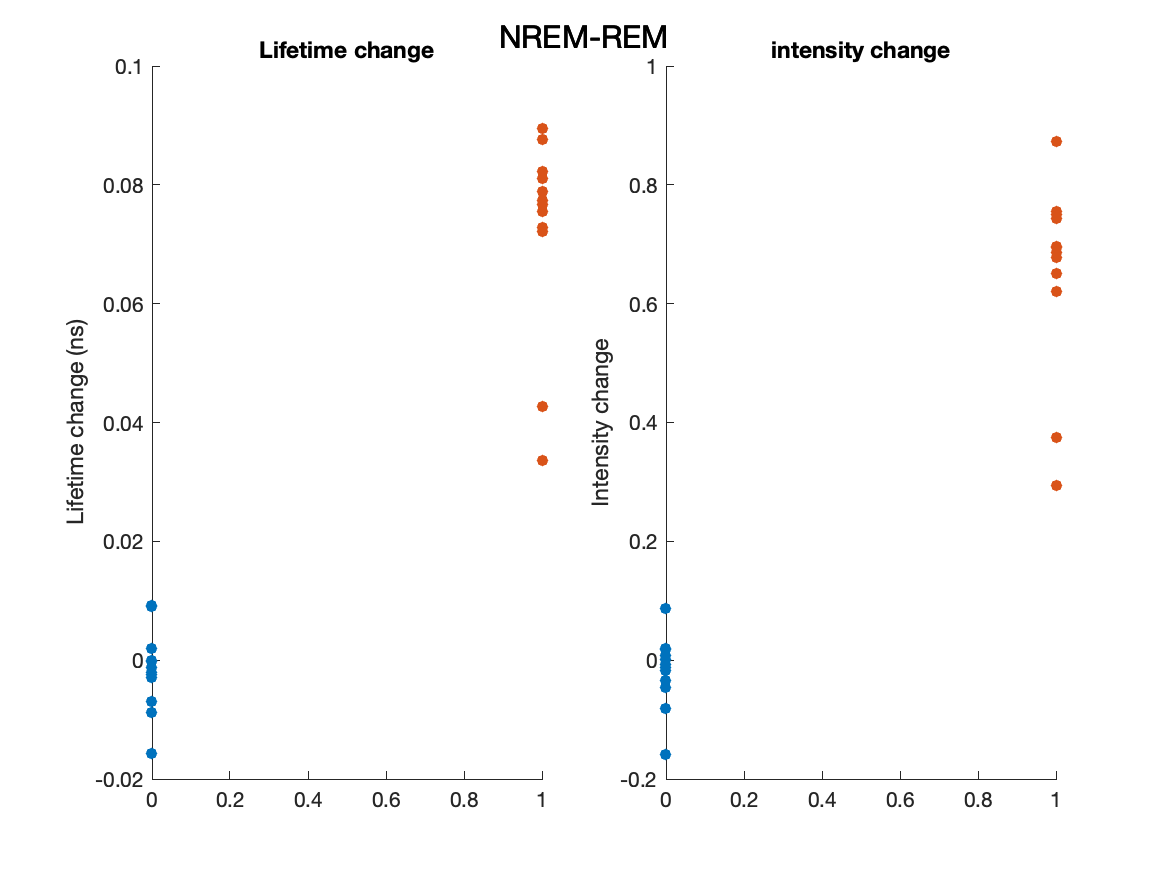 NREM-REM
Lifetime change
intensity change
0.1
0.08
0.06
0.04
0.02
0
-0.02
Lifetime change (ns)
0 0.2 0.4 0.6 0.8 1
1
0.8
0.6
0.4
0.2
0
-0.2
Intensity change
0 0.2 0.4 0.6 0.8 1